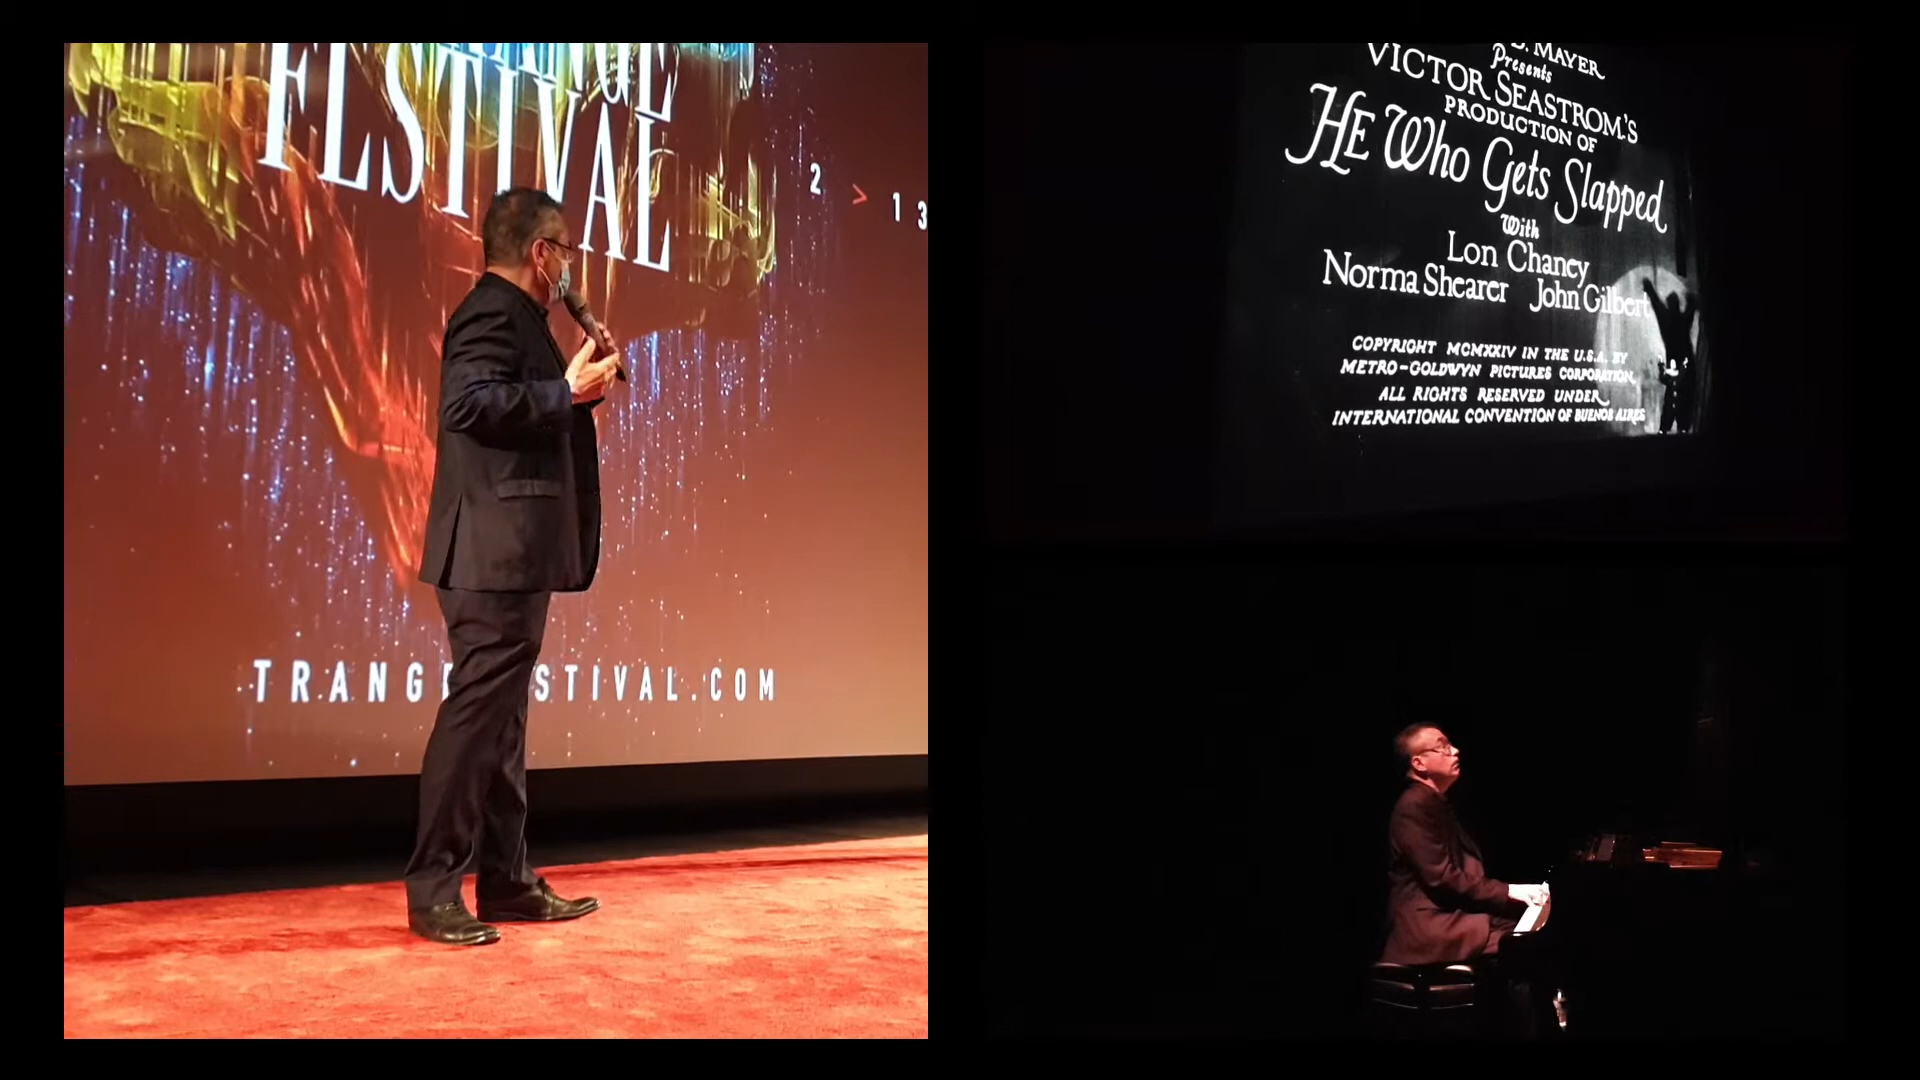 FESTIVAL
2 > 13
TRANGE
STIVAL.COM
B. MAYER
Presents
VICTOR SEASTROM'S
PRODUCTION OF
HE Who Gets Slapped
With
Lon Chaney
Norma Shearer John Gilbert
COPYRIGHT MCMXXIV IN THE U.S.A. BY
METRO-GOLDWYN PICTURES CORPORATION
ALL RIGHTS RESERVED UNDER
INTERNATIONAL CONVENTION OF BUENOS AIRES